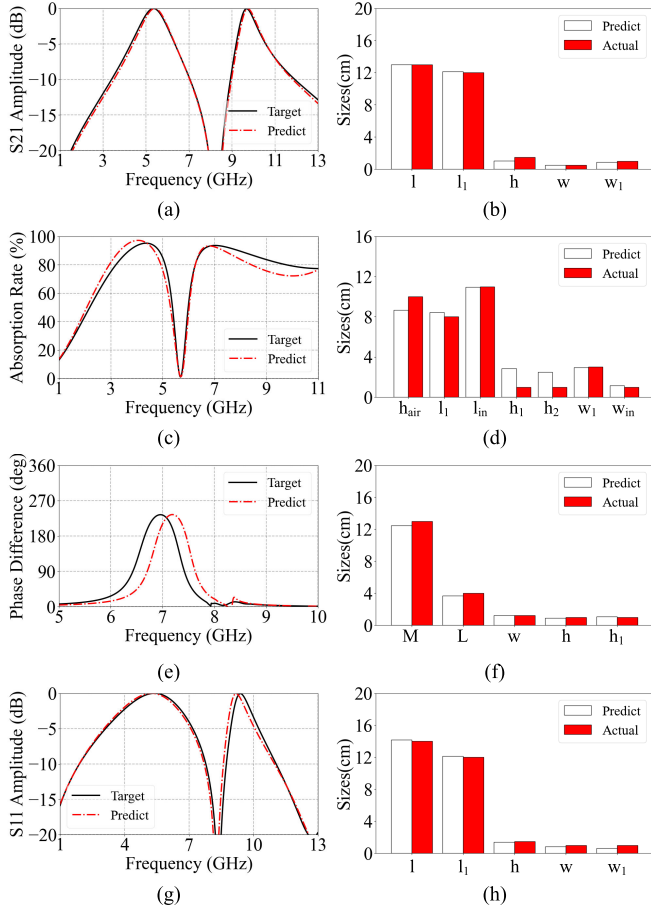 0
−5
−10
−15
−20
S21 Amplitude (dB)
Target
Predict
1 3 5 7 9 11 13
Frequency (GHz)
(a)
20
16
12
8
4
0
Sizes(cm)
Predict
Actual
l l₁ h w w₁
(b)
100
80
60
40
20
0
Absorption Rate (%)
Target
Predict
1 3 5 7 9 11
Frequency (GHz)
(c)
16
12
8
4
0
Sizes(cm)
Predict
Actual
hair l₁ lin h₁ h₂ w₁ win
(d)
360
270
180
90
0
Phase Difference (deg)
Target
Predict
5 6 7 8 9 10
Frequency (GHz)
(e)
20
16
12
8
4
0
Sizes(cm)
Predict
Actual
M L w h h₁
(f)
0
−5
−10
−15
−20
S11 Amplitude (dB)
Target
Predict
1 4 7 10 13
Frequency (GHz)
(g)
20
16
12
8
4
0
Sizes(cm)
Predict
Actual
l l₁ h w w₁
(h)